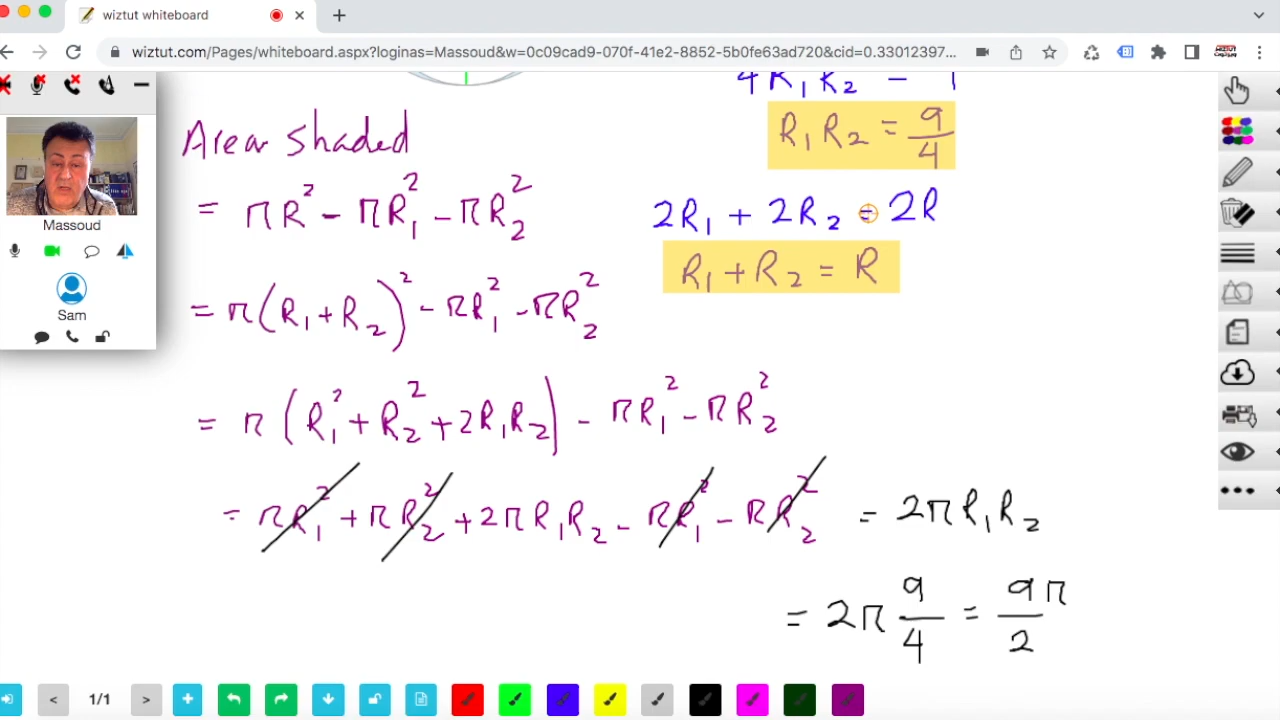 wiztut whiteboard
wiztut.com/Pages/whiteboard.aspx?loginas=Massoud&w=0c09cad9-070f-41e2-8852-5b0fe63ad720&cid=0.33012397...
Massoud
Sam
4R₁R₂ = 9
R₁R₂ = 9/4
2R₁ + 2R₂ = 2R
R₁ + R₂ = R
Area shaded
= πR² - πR₁² - πR₂²
= π(R₁ + R₂)² - πR₁² - πR₂²
= π(R₁² + R₂² + 2R₁R₂) - πR₁² - πR₂²
= πR₁² + πR₂² + 2πR₁R₂ - πR₁² - πR₂² = 2πR₁R₂
= 2π 9/4 = 9π/2
1/1